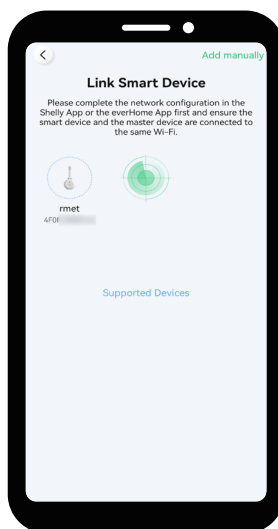 Add manually
Link Smart Device
Please complete the network configuration in the
Shelly App or the everHome App first and ensure the
smart device and the master device are connected to
the same Wi-Fi.
rmet
Supported Devices